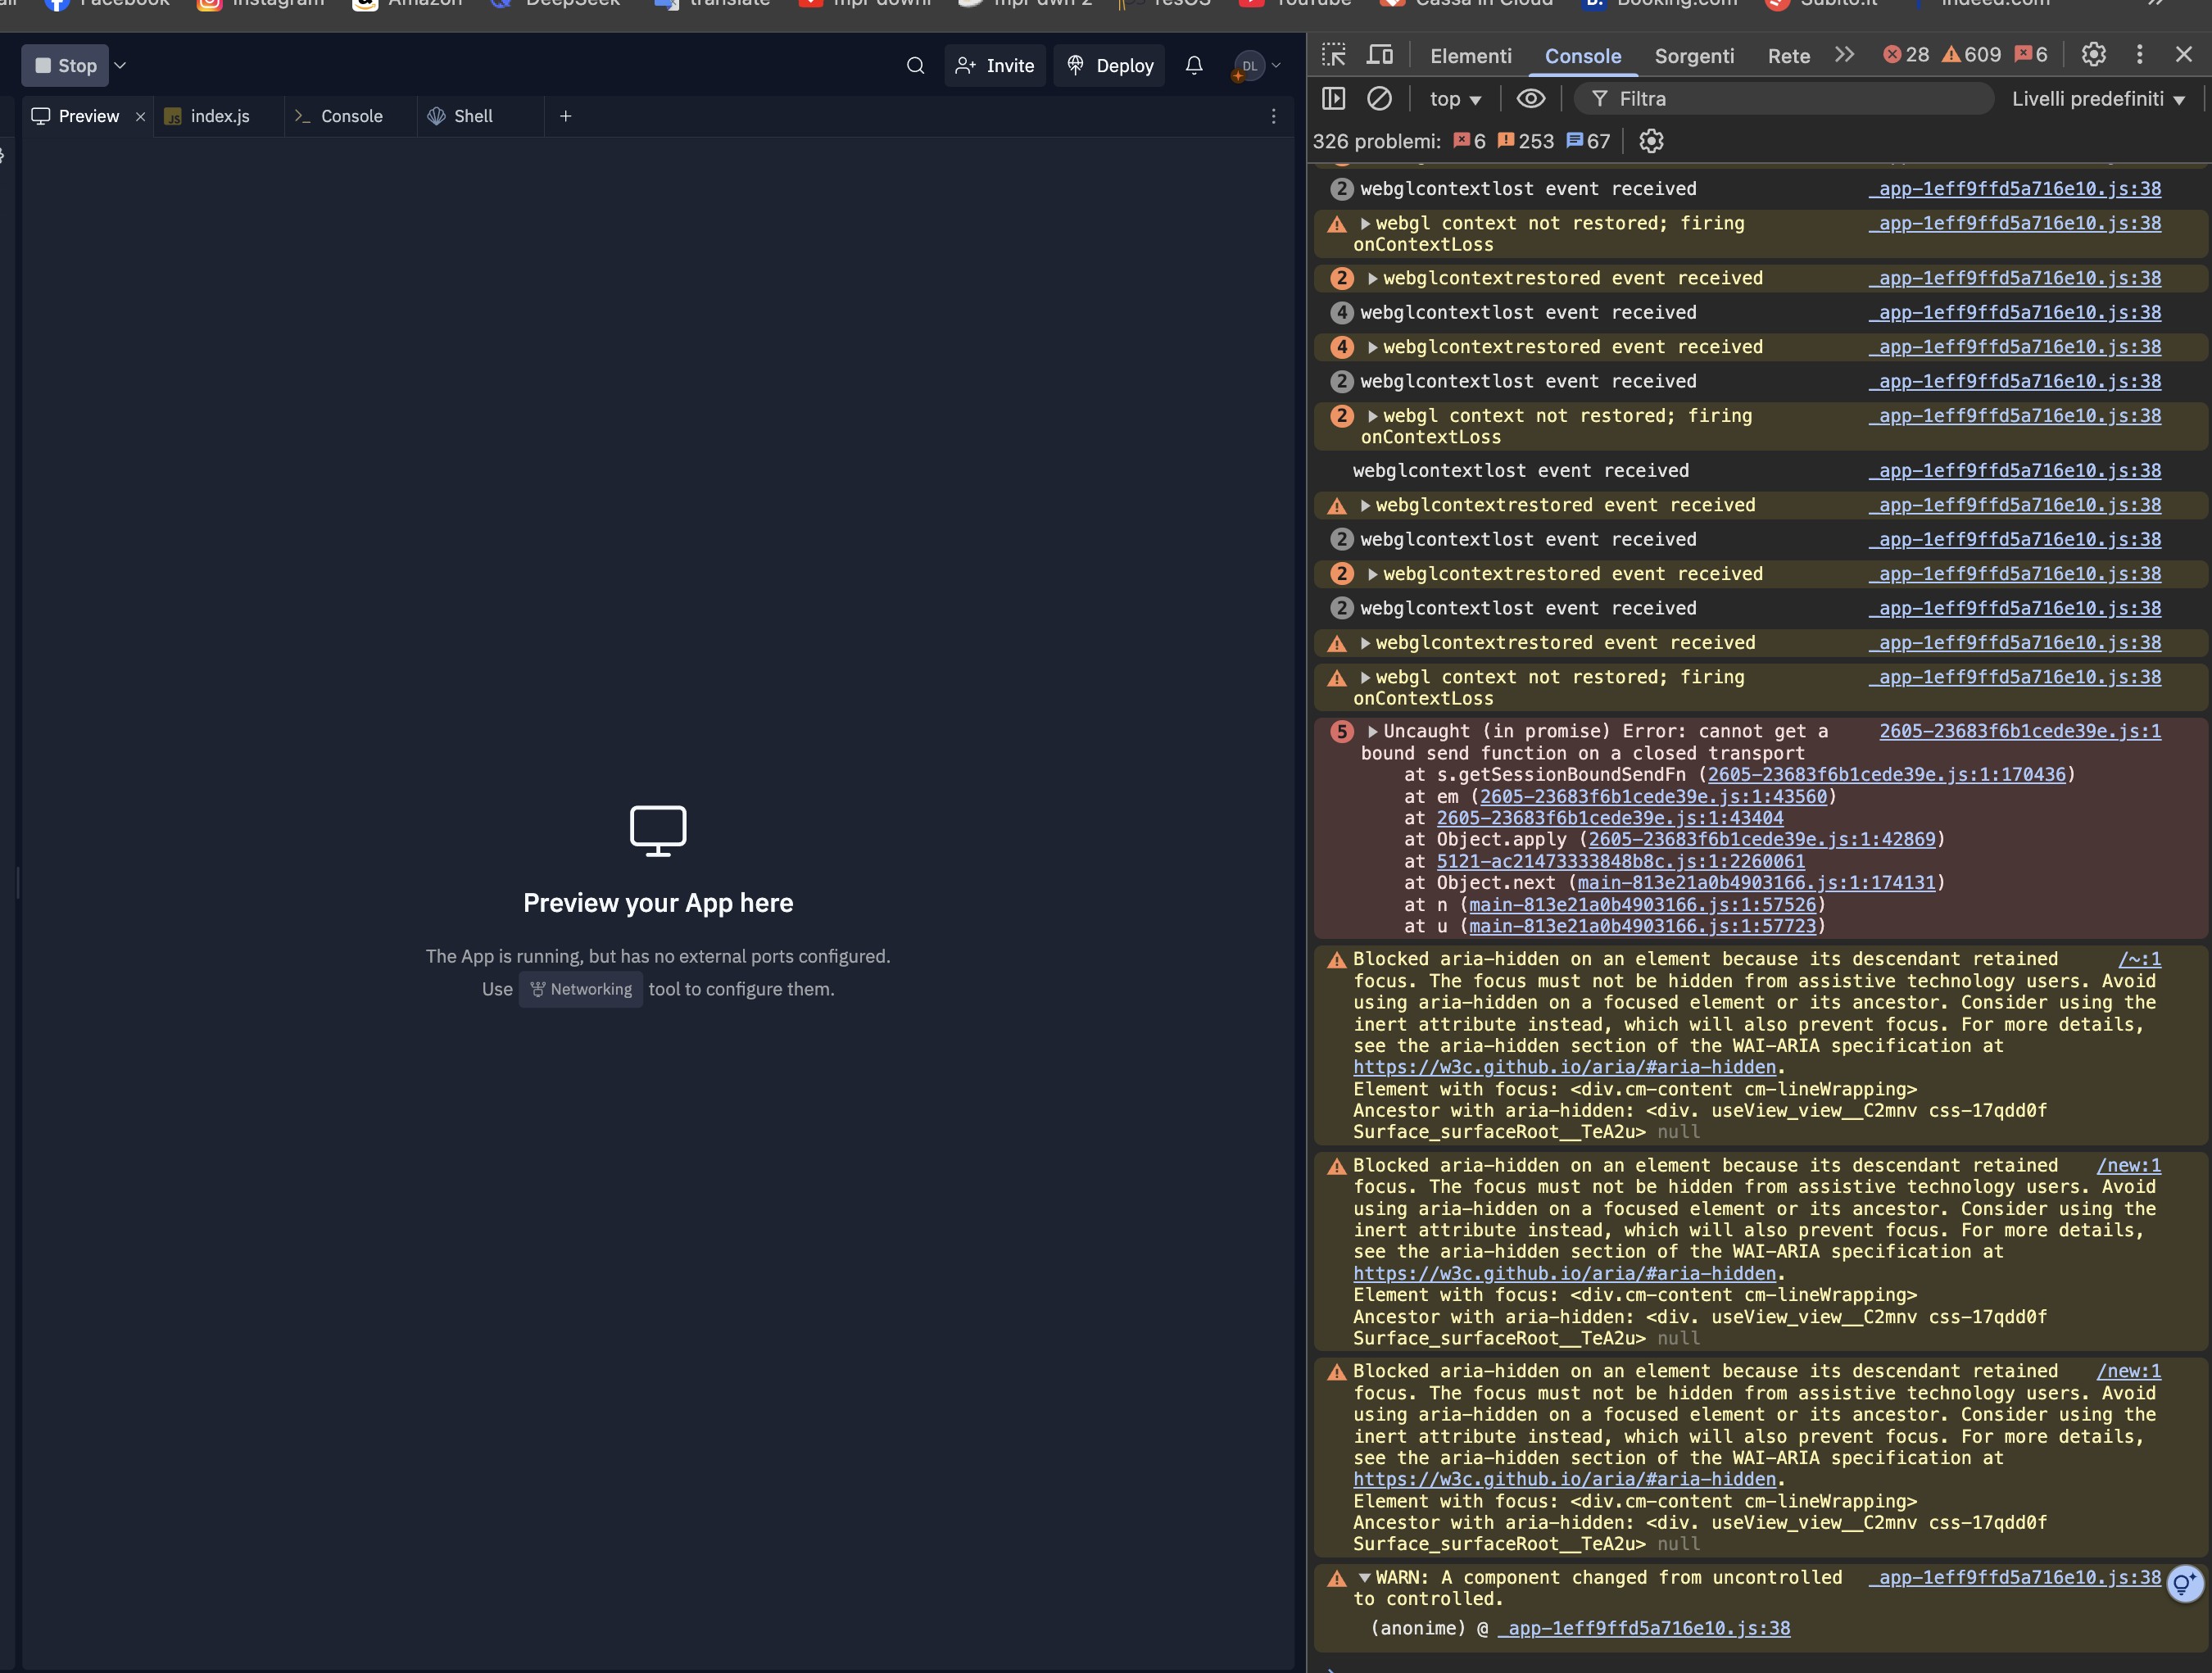 Facebook Instagram Amazon DeepSeek translate Cassa in Cloud Booking.com Subito.it Indeed.com
Stop
Invite
Deploy
DL
Preview
JS index.js
Console
Shell
Preview your App here
The App is running, but has no external ports configured.
Use Networking tool to configure them.
Elementi Console Sorgenti Rete 28 609 6
top Filtra Livelli predefiniti
326 problemi: 6 253 67
2 webglcontextlost event received _app-1eff9ffd5a716e10.js:38
webgl context not restored; firing _app-1eff9ffd5a716e10.js:38
onContextLoss
2 webglcontextrestored event received _app-1eff9ffd5a716e10.js:38
4 webglcontextlost event received _app-1eff9ffd5a716e10.js:38
4 webglcontextrestored event received _app-1eff9ffd5a716e10.js:38
2 webglcontextlost event received _app-1eff9ffd5a716e10.js:38
2 webgl context not restored; firing _app-1eff9ffd5a716e10.js:38
onContextLoss
webglcontextlost event received _app-1eff9ffd5a716e10.js:38
webglcontextrestored event received _app-1eff9ffd5a716e10.js:38
2 webglcontextlost event received _app-1eff9ffd5a716e10.js:38
2 webglcontextrestored event received _app-1eff9ffd5a716e10.js:38
2 webglcontextlost event received _app-1eff9ffd5a716e10.js:38
webglcontextrestored event received _app-1eff9ffd5a716e10.js:38
webgl context not restored; firing _app-1eff9ffd5a716e10.js:38
onContextLoss
5 Uncaught (in promise) Error: cannot get a 2605-23683f6b1cede39e.js:1
bound send function on a closed transport
at s.getSessionBoundSendFn (2605-23683f6b1cede39e.js:1:170436)
at em (2605-23683f6b1cede39e.js:1:43560)
at 2605-23683f6b1cede39e.js:1:43404
at Object.apply (2605-23683f6b1cede39e.js:1:42869)
at 5121-ac21473333848b8c.js:1:2260061
at Object.next (main-813e21a0b4903166.js:1:174131)
at n (main-813e21a0b4903166.js:1:57526)
at u (main-813e21a0b4903166.js:1:57723)
Blocked aria-hidden on an element because its descendant retained /~:1
focus. The focus must not be hidden from assistive technology users. Avoid
using aria-hidden on a focused element or its ancestor. Consider using the
inert attribute instead, which will also prevent focus. For more details,
see the aria-hidden section of the WAI-ARIA specification at
https://w3c.github.io/aria/#aria-hidden.
Element with focus: <div.cm-content cm-lineWrapping>
Ancestor with aria-hidden: <div. useView_view__C2mnv css-17qdd0f
Surface_surfaceRoot__TeA2u> null
Blocked aria-hidden on an element because its descendant retained /new:1
focus. The focus must not be hidden from assistive technology users. Avoid
using aria-hidden on a focused element or its ancestor. Consider using the
inert attribute instead, which will also prevent focus. For more details,
see the aria-hidden section of the WAI-ARIA specification at
https://w3c.github.io/aria/#aria-hidden.
Element with focus: <div.cm-content cm-lineWrapping>
Ancestor with aria-hidden: <div. useView_view__C2mnv css-17qdd0f
Surface_surfaceRoot__TeA2u> null
Blocked aria-hidden on an element because its descendant retained /new:1
focus. The focus must not be hidden from assistive technology users. Avoid
using aria-hidden on a focused element or its ancestor. Consider using the
inert attribute instead, which will also prevent focus. For more details,
see the aria-hidden section of the WAI-ARIA specification at
https://w3c.github.io/aria/#aria-hidden.
Element with focus: <div.cm-content cm-lineWrapping>
Ancestor with aria-hidden: <div. useView_view__C2mnv css-17qdd0f
Surface_surfaceRoot__TeA2u> null
WARN: A component changed from uncontrolled _app-1eff9ffd5a716e10.js:38
to controlled.
(anonime) @ _app-1eff9ffd5a716e10.js:38